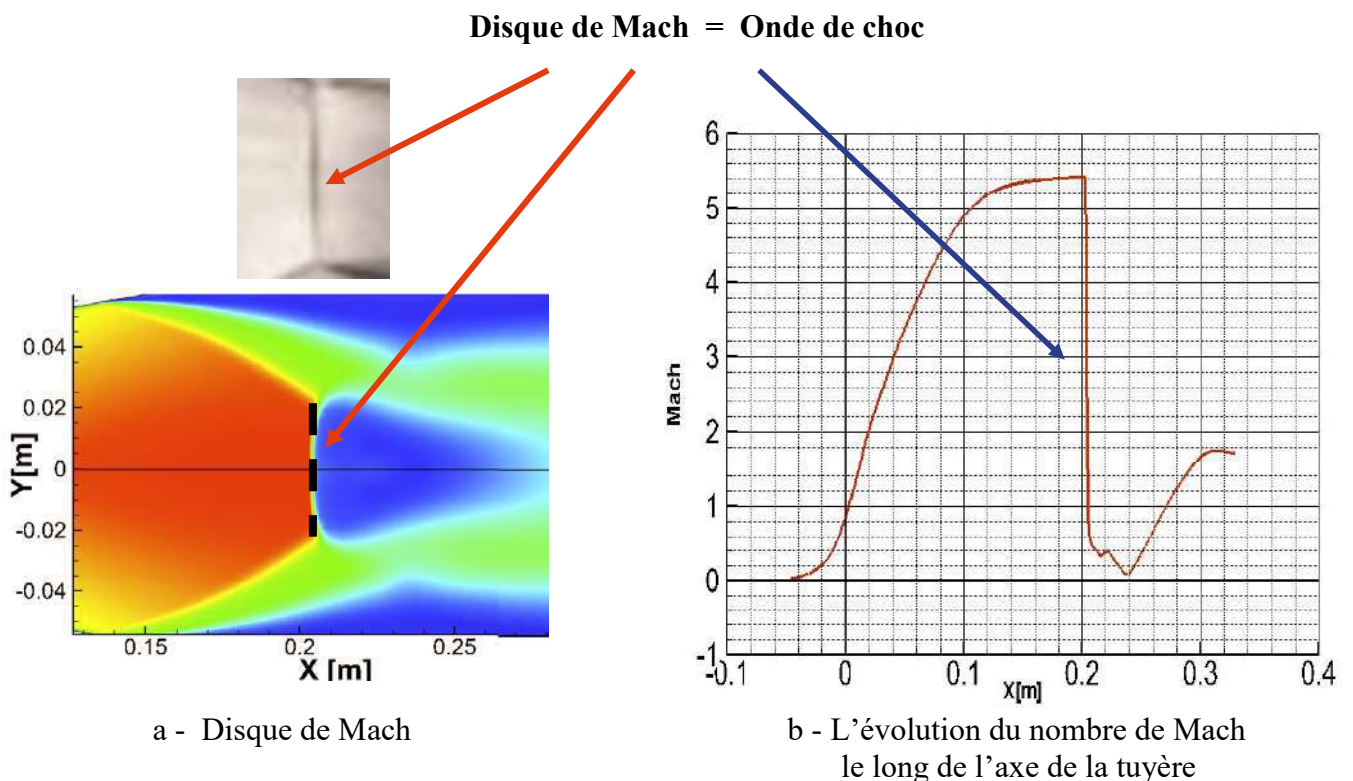 Disque de Mach = Onde de choc
0.04
0.02
0
-0.02
-0.04
Y[m]
0.15
0.2
0.25
X [m]
6
5
4
3
2
1
0
-1
Mach
-0.1
0
0.1
0.2
0.3
0.4
X[m]
a - Disque de Mach
b - L’évolution du nombre de Mach
le long de l’axe de la tuyère